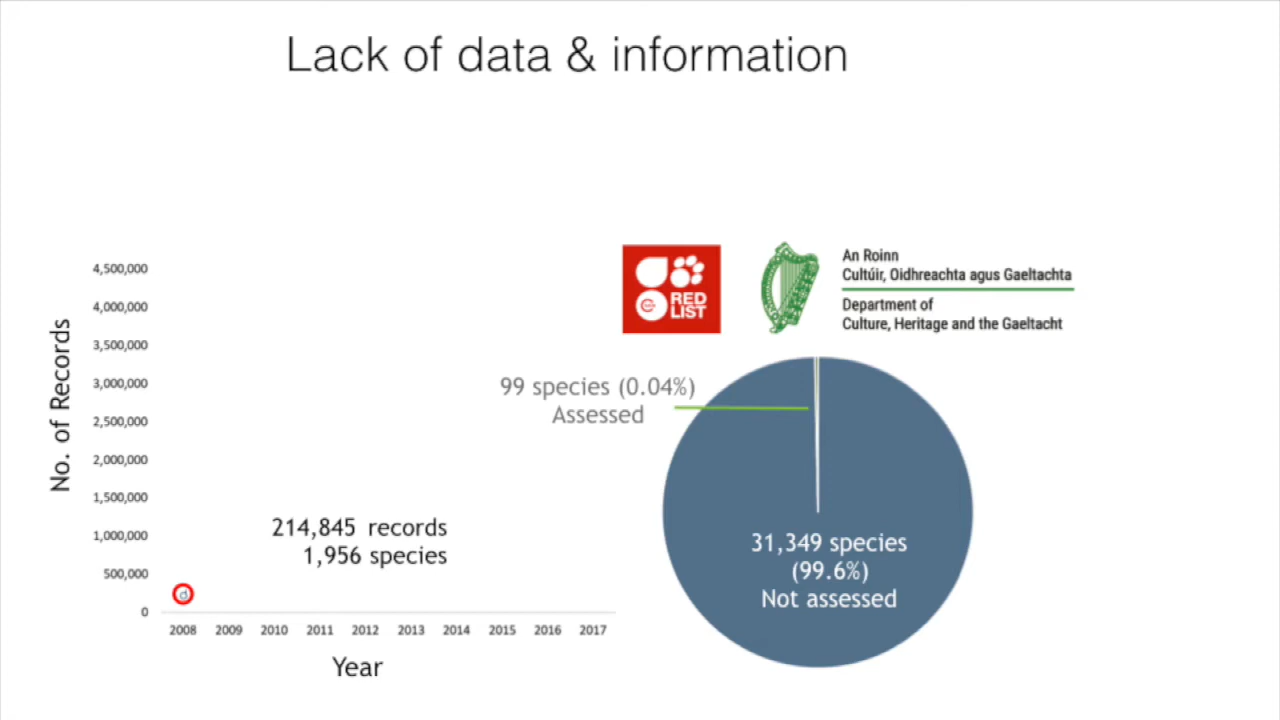 Lack of data & information
4,500,000
4,000,000
3,500,000
3,000,000
2,500,000
2,000,000
1,500,000
1,000,000
500,000
0
No. of Records
214,845 records
1,956 species
2008 2009 2010 2011 2012 2013 2014 2015 2016 2017
Year
RED
LIST
An Roinn
Cultúir, Oidhreachta agus Gaeltachta
Department of
Culture, Heritage and the Gaeltacht
99 species (0.04%)
Assessed
31,349 species
(99.6%)
Not assessed